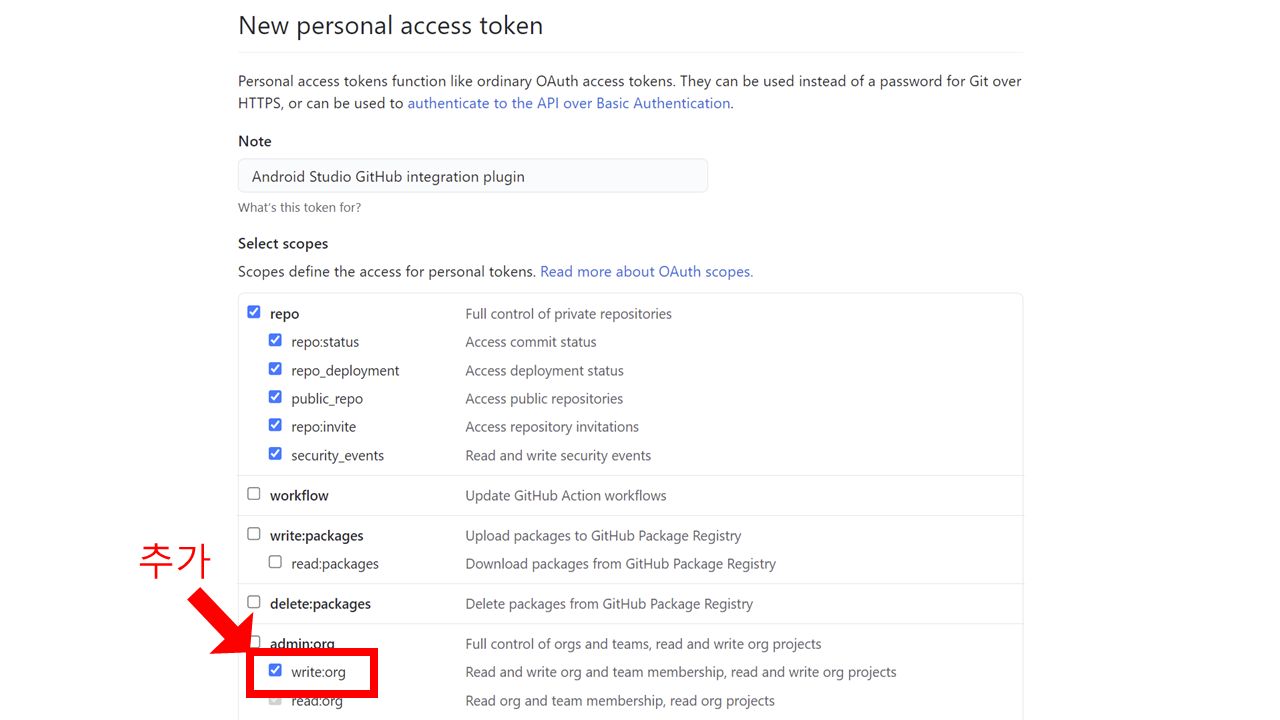 New personal access token
Personal access tokens function like ordinary OAuth access tokens. They can be used instead of a password for Git over
HTTPS, or can be used to authenticate to the API over Basic Authentication.
Note
Android Studio GitHub integration plugin
What's this token for?
Select scopes
Scopes define the access for personal tokens. Read more about OAuth scopes.
repo Full control of private repositories
repo:status Access commit status
repo_deployment Access deployment status
public_repo Access public repositories
repo:invite Access repository invitations
security_events Read and write security events
workflow Update GitHub Action workflows
write:packages Upload packages to GitHub Package Registry
추가
read:packages Download packages from GitHub Package Registry
delete:packages Delete packages from GitHub Package Registry
admin:org Full control of orgs and teams, read and write org projects
write:org Read and write org and team membership, read and write org projects
read:org Read org and team membership, read org projects